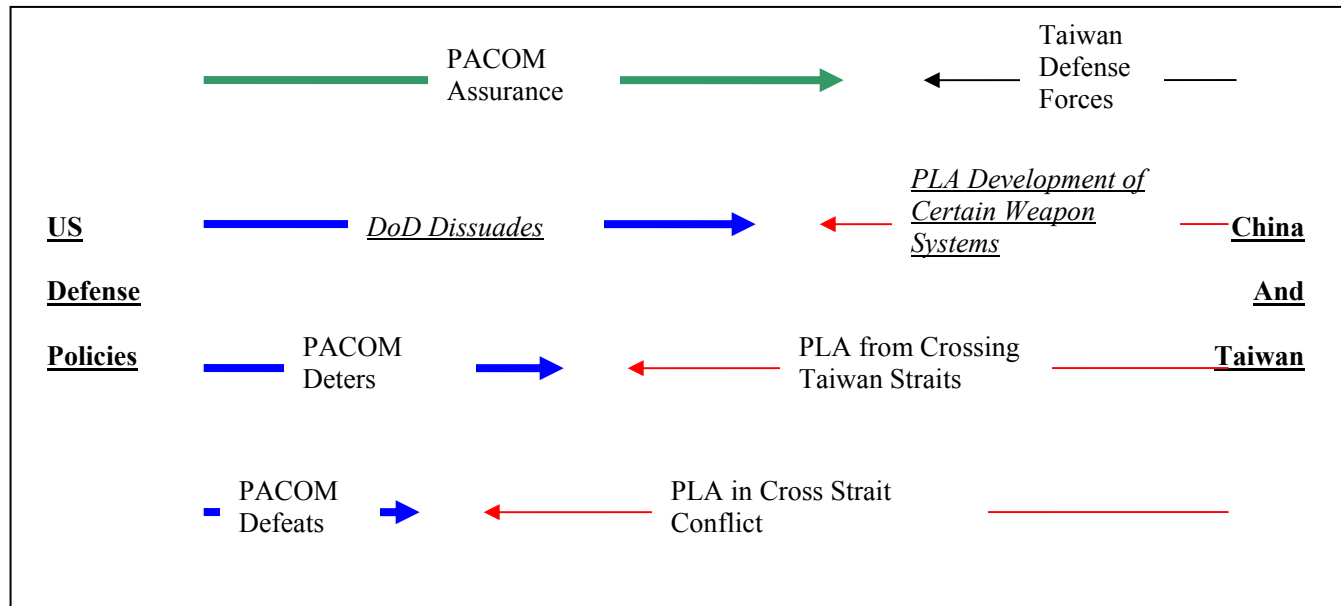 PACOM
Assurance
Taiwan
Defense
Forces
US
Defense
Policies
DoD Dissuades
PLA Development of
Certain Weapon
Systems
China
And
Taiwan
PACOM
Deters
PLA from Crossing
Taiwan Straits
PACOM
Defeats
PLA in Cross Strait
Conflict